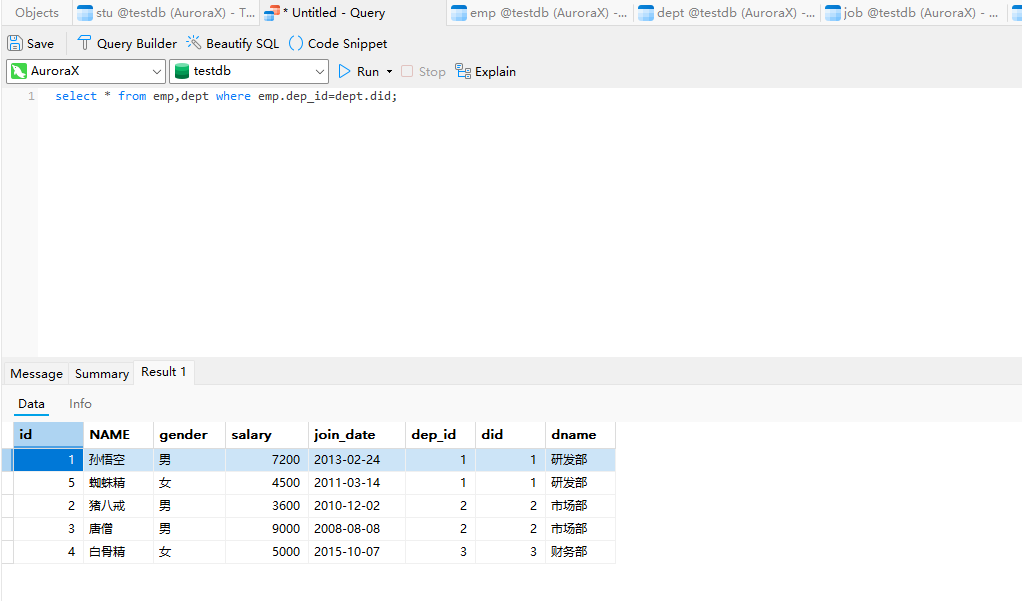 Objects stu @testdb (AuroraX) - T... * Untitled - Query emp @testdb (AuroraX) -... dept @testdb (AuroraX) -... job @testdb (AuroraX) - ...
Save Query Builder Beautify SQL () Code Snippet
AuroraX testdb Run Stop Explain
1 select * from emp,dept where emp.dep_id=dept.did;
Message Summary Result 1
Data Info
id NAME gender salary join_date dep_id did dname
1 孙悟空 男 7200 2013-02-24 1 1 研发部
5 蜘蛛精 女 4500 2011-03-14 1 1 研发部
2 猪八戒 男 3600 2010-12-02 2 2 市场部
3 唐僧 男 9000 2008-08-08 2 2 市场部
4 白骨精 女 5000 2015-10-07 3 3 财务部